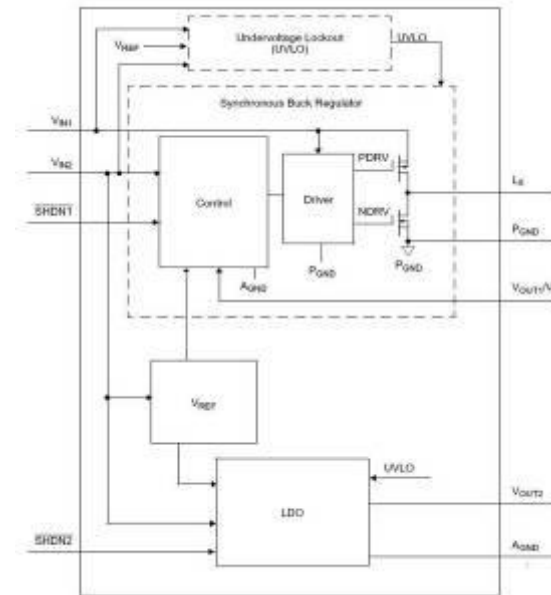 Undervoltage Lockout
(UVLO)
UVLO
VREF
Synchronous Buck Regulator
VIN1
VIN2
SHDN1
Control
Driver
PDRV
NDRV
LX
PGND
PGND
PGND
AGND
VOUT1/V
VREF
UVLO
LDO
VOUT2
SHDN2
AGND